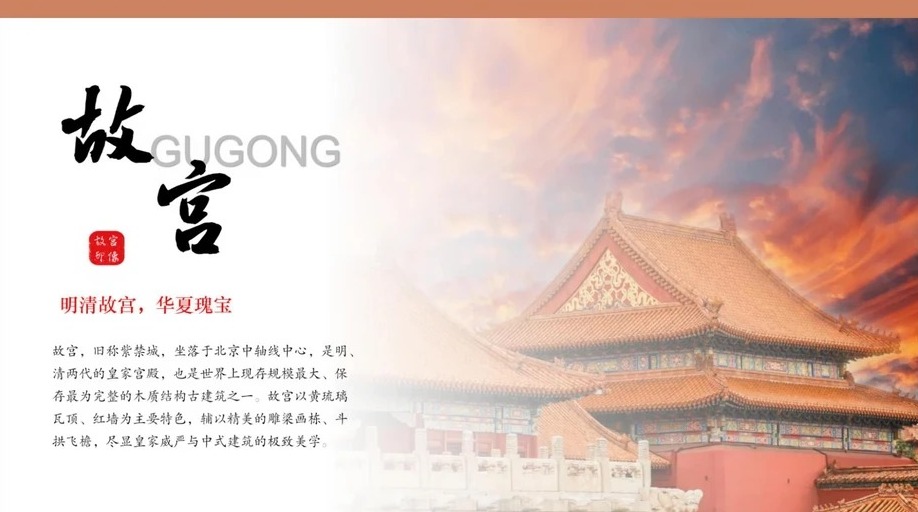 故
GUGONG
宫
故宫
印像
明清故宫，华夏瑰宝
故宫，旧称紫禁城，坐落于北京中轴线中心，是明、
清两代的皇家宫殿，也是世界上现存规模最大、保
存最为完整的木质结构古建筑之一。故宫以黄琉璃
瓦顶、红墙为主要特色，辅以精美的雕梁画栋、斗
拱飞檐，尽显皇家威严与中式建筑的极致美学。